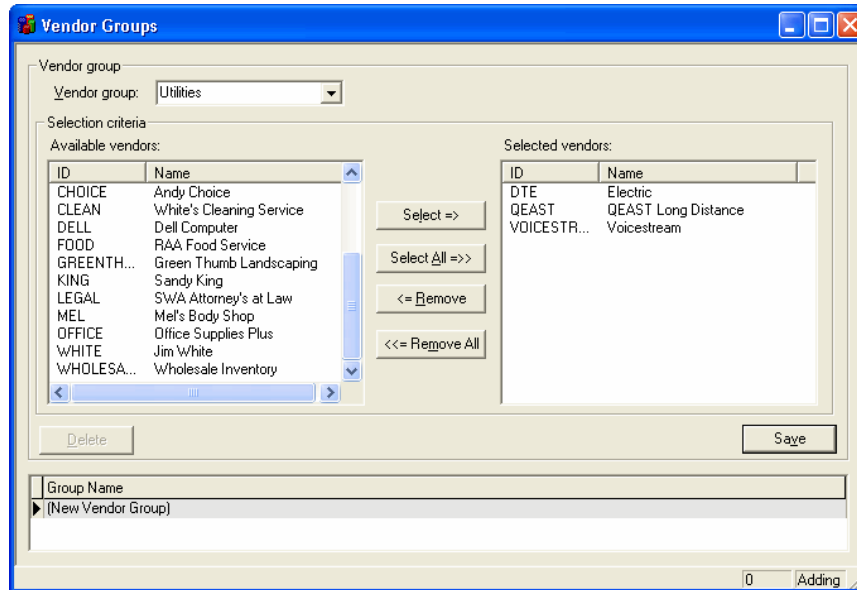 Vendor Groups
Vendor group
Vendor group: Utilities
Selection criteria
Available vendors:
ID Name
CHOICE Andy Choice
CLEAN White's Cleaning Service
DELL Dell Computer
FOOD RAA Food Service
GREENTH... Green Thumb Landscaping
KING Sandy King
LEGAL SWA Attorney's at Law
MEL Mel's Body Shop
OFFICE Office Supplies Plus
WHITE Jim White
WHOLESA... Wholesale Inventory
Select =>
Select All =>>
<= Remove
<<= Remove All
Selected vendors:
ID Name
DTE Electric
QEAST QEAST Long Distance
VOICESTR... Voicestream
Delete
Save
Group Name
(New Vendor Group)
0 Adding